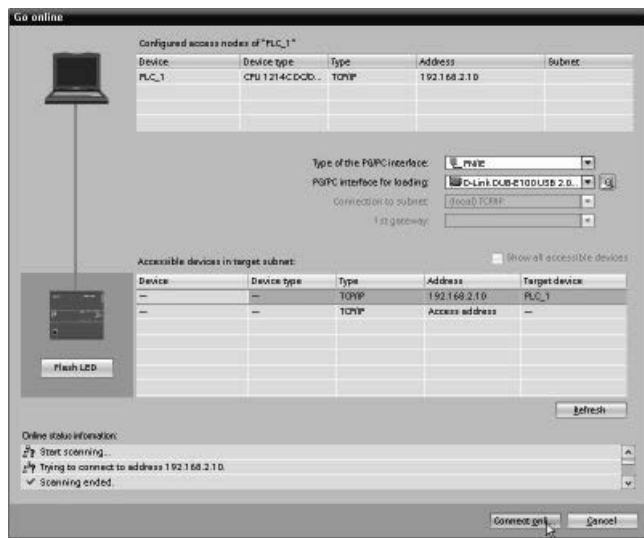 Go online
Configured access nodes of "PLC_1"
Device Device type Type Address Subnet
PLC_1 CPU 1214C DC/D... TCP/IP 192.168.2.10
Type of the PG/PC interface: PN/IE
PG/PC interface for loading: D-Link DUB-E100 USB 2.0...
Connection to subnet: (local) TCP/IP
1st gateway:
Accessible devices in target subnet: Show all accessible devices
Device Device type Type Address Target device
— — TCP/IP 192.168.2.10 PLC_1
— — TCP/IP Access address —
Flash LED
Refresh
Online status information:
Start scanning...
Trying to connect to address 192.168.2.10.
Scanning ended.
Connect onli... Cancel